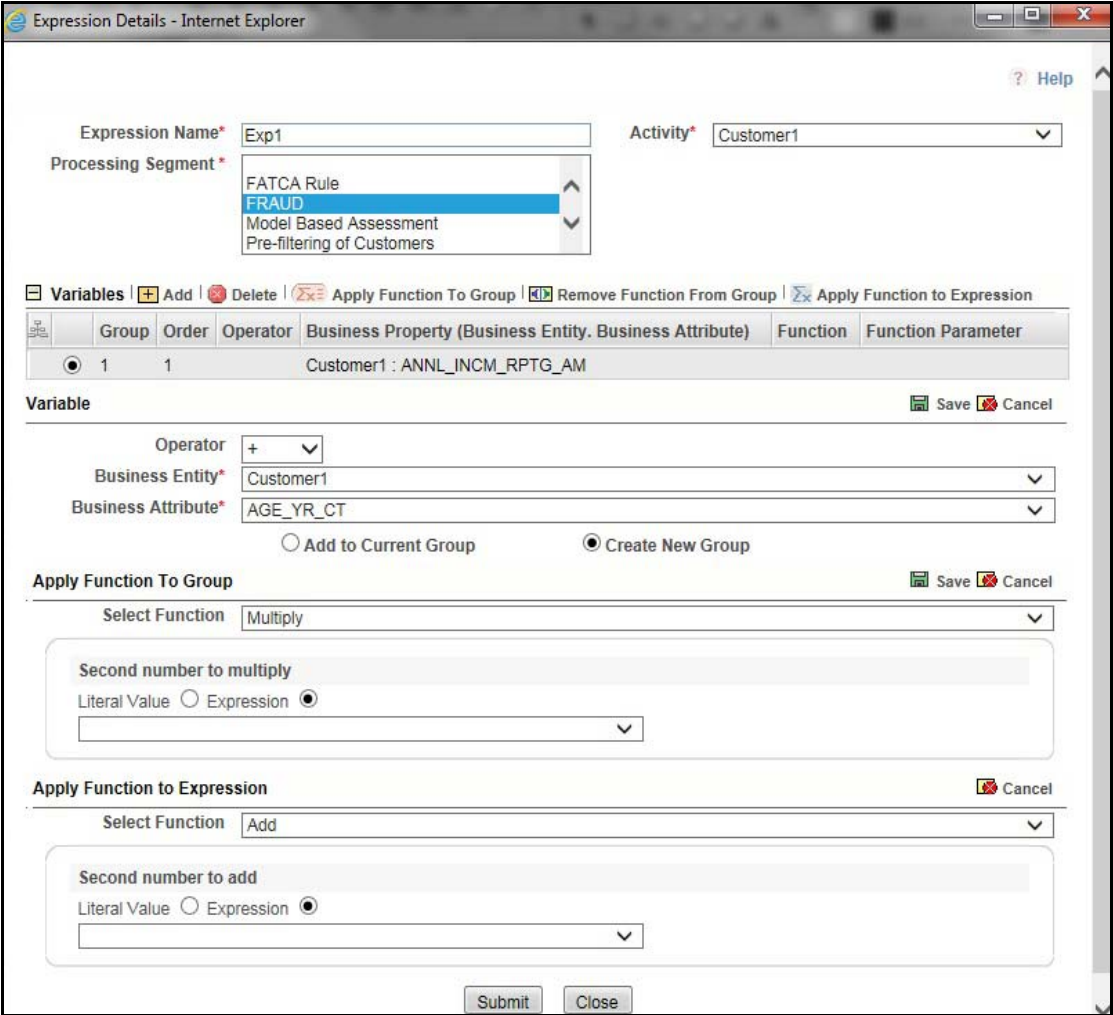 Expression Details - Internet Explorer
? Help
Expression Name* Exp1 Activity* Customer1
Processing Segment *
FATCA Rule
FRAUD
Model Based Assessment
Pre-filtering of Customers
Variables | Add | Delete | Apply Function To Group | Remove Function From Group | Apply Function to Expression
Group Order Operator Business Property (Business Entity. Business Attribute) Function Function Parameter
1 1 Customer1 : ANNL_INCM_RPTG_AM
Variable Save Cancel
Operator +
Business Entity* Customer1
Business Attribute* AGE_YR_CT
Add to Current Group Create New Group
Apply Function To Group Save Cancel
Select Function Multiply
Second number to multiply
Literal Value Expression
Apply Function to Expression Cancel
Select Function Add
Second number to add
Literal Value Expression
Submit Close